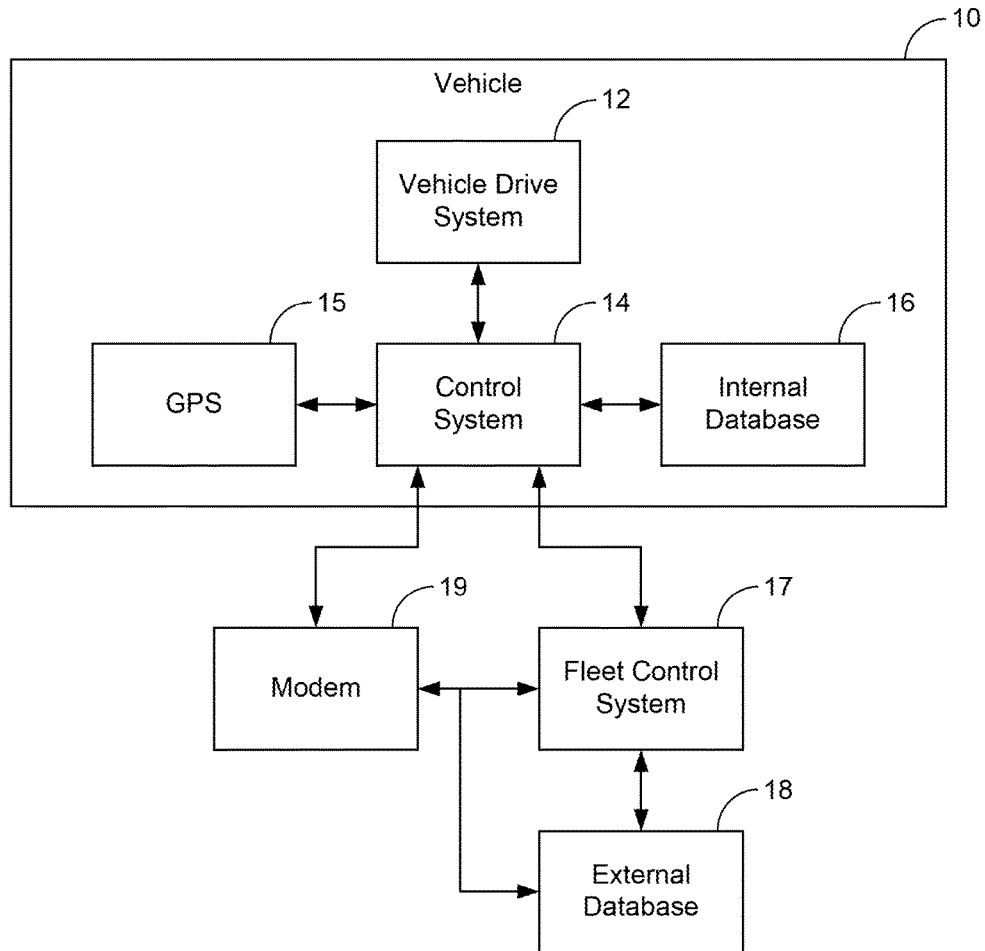 10
Vehicle
12
Vehicle Drive
System
15
14
16
GPS
Control
System
Internal
Database
19
17
Modem
Fleet Control
System
18
External
Database